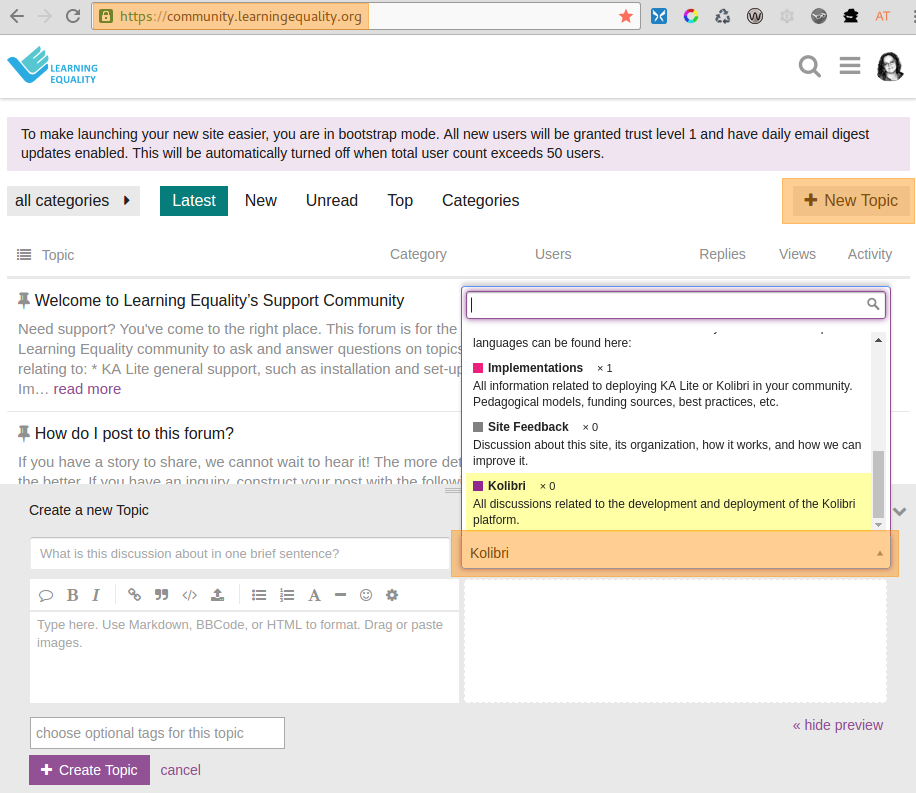 https://community.learningequality.org
AT
LEARNING
EQUALITY
To make launching your new site easier, you are in bootstrap mode. All new users will be granted trust level 1 and have daily email digest
updates enabled. This will be automatically turned off when total user count exceeds 50 users.
all categories
Latest
New
Unread
Top
Categories
New Topic
Topic
Category
Users
Replies
Views
Activity
Welcome to Learning Equality’s Support Community
Need support? You've come to the right place. This forum is for the
Learning Equality community to ask and answer questions on topics
relating to: * KA Lite general support, such as installation and set-up
Im… read more
How do I post to this forum?
If you have a story to share, we cannot wait to hear it! The more det
the better. If you have an inquiry, construct your post with the follow
languages can be found here:
Implementations × 1
All information related to deploying KA Lite or Kolibri in your community.
Pedagogical models, funding sources, best practices, etc.
Site Feedback × 0
Discussion about this site, its organization, how it works, and how we can
improve it.
Kolibri × 0
All discussions related to the development and deployment of the Kolibri
platform.
Kolibri
Create a new Topic
What is this discussion about in one brief sentence?
B I </> A
Type here. Use Markdown, BBCode, or HTML to format. Drag or paste
images.
choose optional tags for this topic
« hide preview
Create Topic
cancel